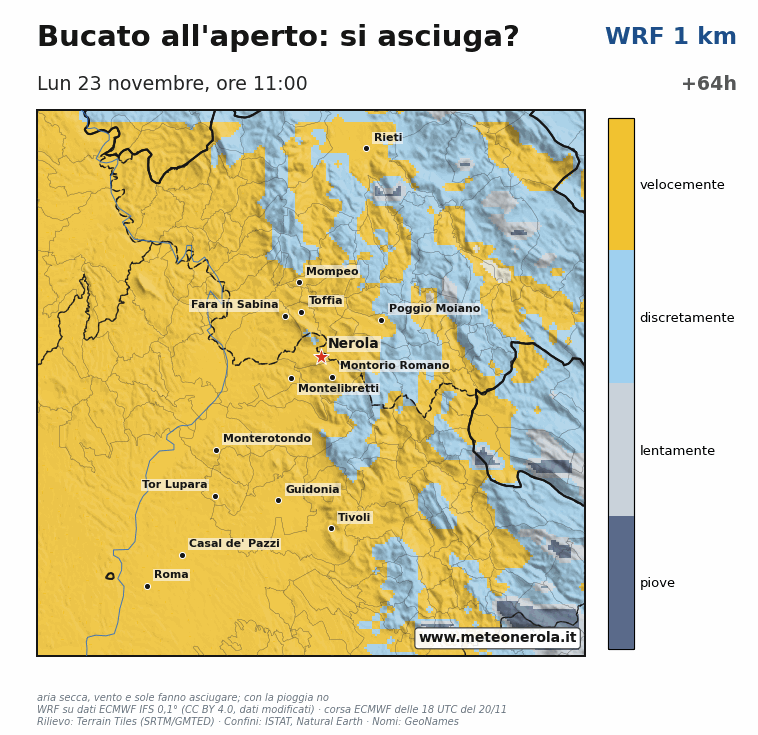 Bucato all'aperto: si asciuga?
WRF 1 km
Lun 23 novembre, ore 11:00
+64h
Rieti
Mompeo
Toffia
Fara in Sabina
Poggio Moiano
Nerola
Montorio Romano
Montelibretti
Monterotondo
Tor Lupara
Guidonia
Tivoli
Casal de' Pazzi
Roma
www.meteonerola.it
velocemente
discretamente
lentamente
piove
aria secca, vento e sole fanno asciugare; con la pioggia no
WRF su dati ECMWF IFS 0,1° (CC BY 4.0, dati modificati) · corsa ECMWF delle 18 UTC del 20/11
Rilievo: Terrain Tiles (SRTM/GMTED) · Confini: ISTAT, Natural Earth · Nomi: GeoNames